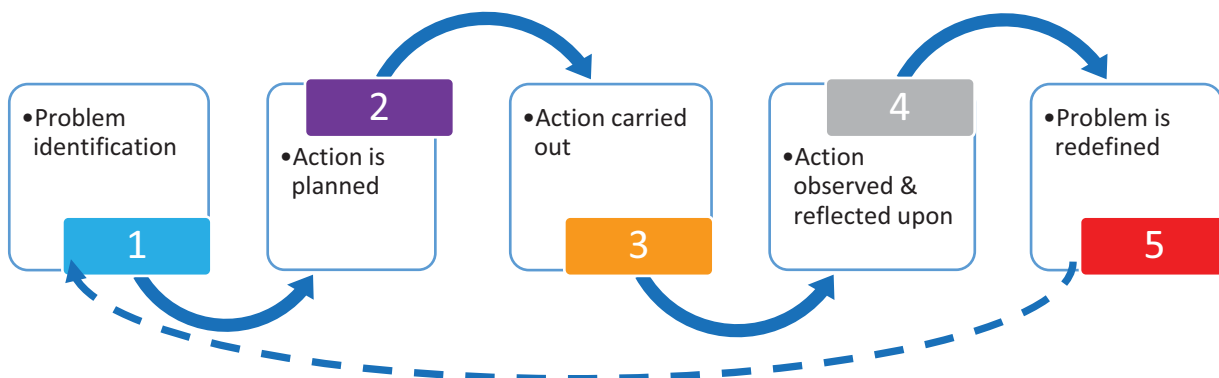 •Problem
identification
1
2
•Action is
planned
•Action carried
out
3
4
•Action
observed &
reflected upon
•Problem is
redefined
5